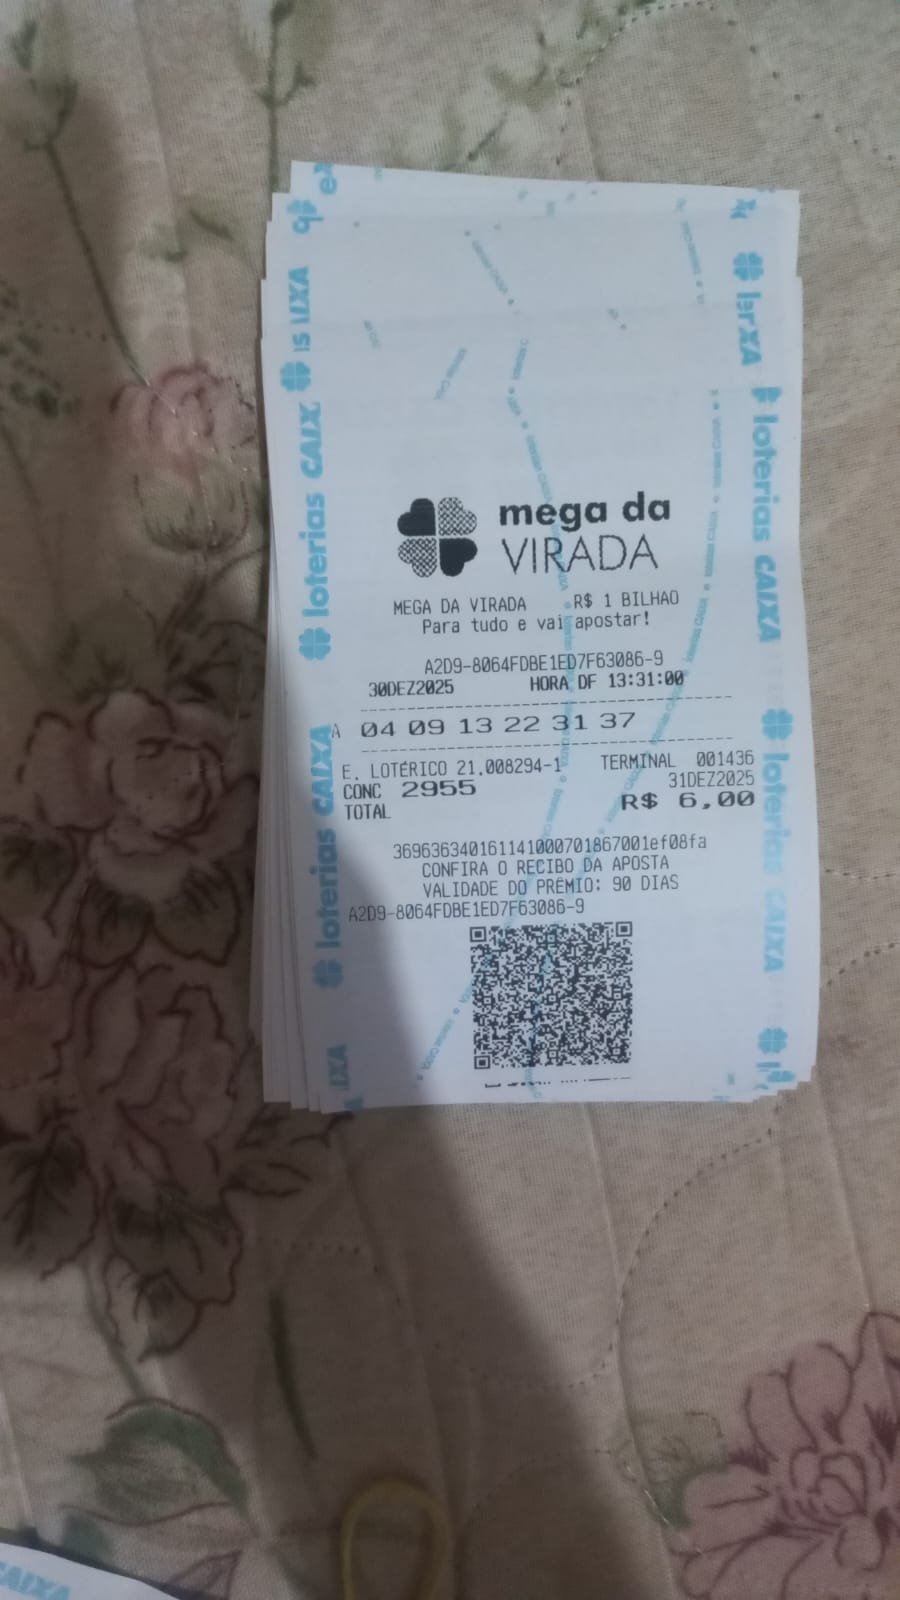 loterias CAIXA
loterias CAIXA
loterias CAIXA
loterias CAIXA
mega da
VIRADA
MEGA DA VIRADA R$ 1 BILHAO
Para tudo e vai apostar!
A2D9-8064FDBE1ED7F63086-9
30DEZ2025 HORA DF 13:31:00
A 04 09 13 22 31 37
E. LOTÉRICO 21.008294-1 TERMINAL 001436
CONC 2955 31DEZ2025
TOTAL R$ 6,00
369636340161141000701867001ef08fa
CONFIRA O RECIBO DA APOSTA
VALIDADE DO PRÊMIO: 90 DIAS
A2D9-8064FDBE1ED7F63086-9